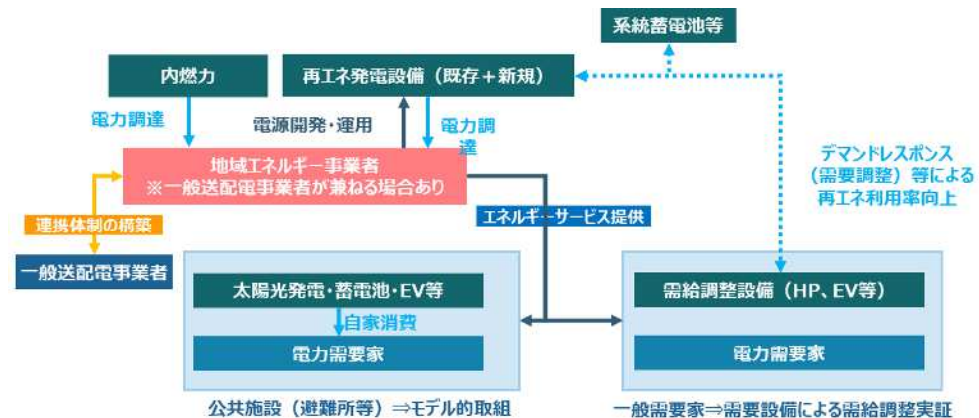 系統蓄電池等
内燃力
再エネ発電設備（既存＋新規）
電力調達
電源開発・運用
電力調
達
地域エネルギー事業者
※一般送配電事業者が兼ねる場合あり
デマンドレスポンス
（需要調整）等による
再エネ利用率向上
連携体制の構築
エネルギーサービス提供
一般送配電事業者
太陽光発電・蓄電池・EV等
自家消費
電力需要家
需給調整設備（HP、EV等）
電力需要家
公共施設（避難所等）⇒モデル的取組
一般需要家⇒需要設備による需給調整実証